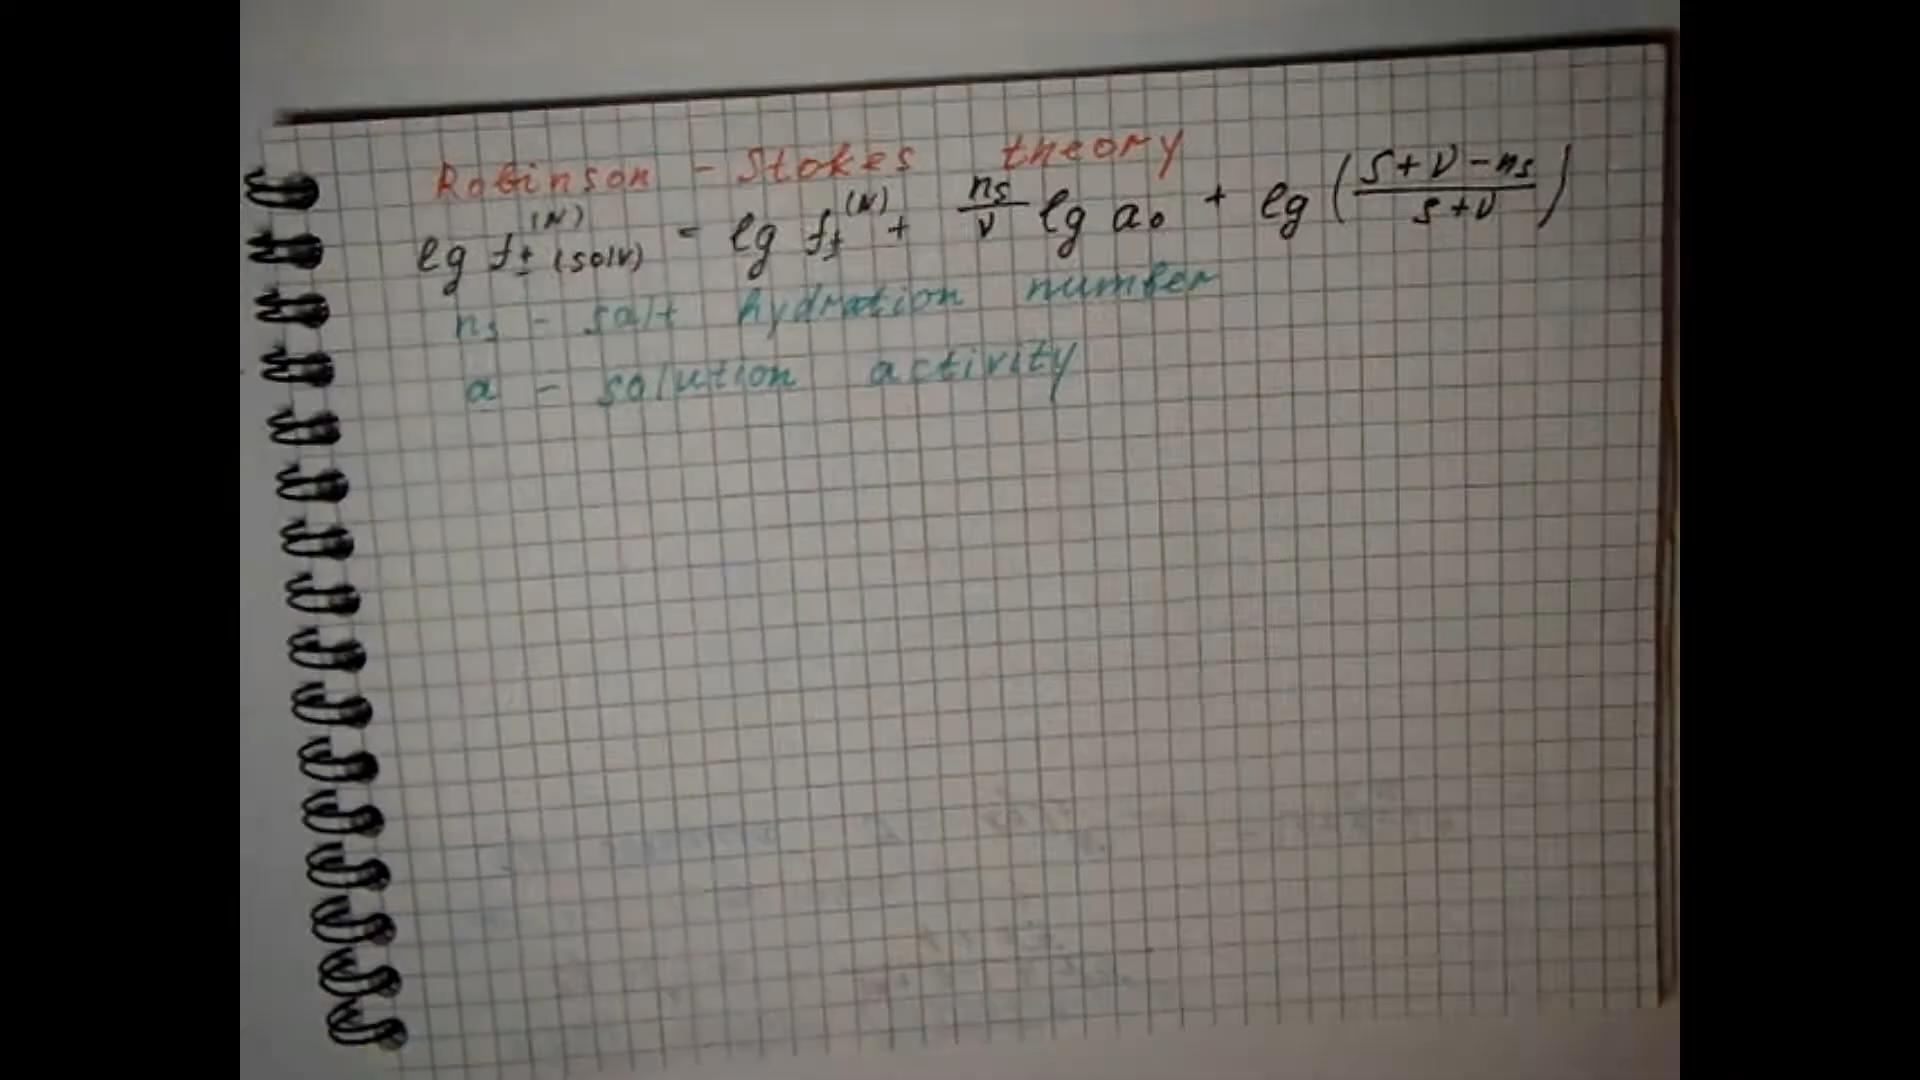 Robinson - Stokes theory
lg f± (solv)^(N) = lg f±^(N) + ns/ν lg a₀ + lg (S+ν-ns / S+ν)
ns - salt hydration number
a - solution activity